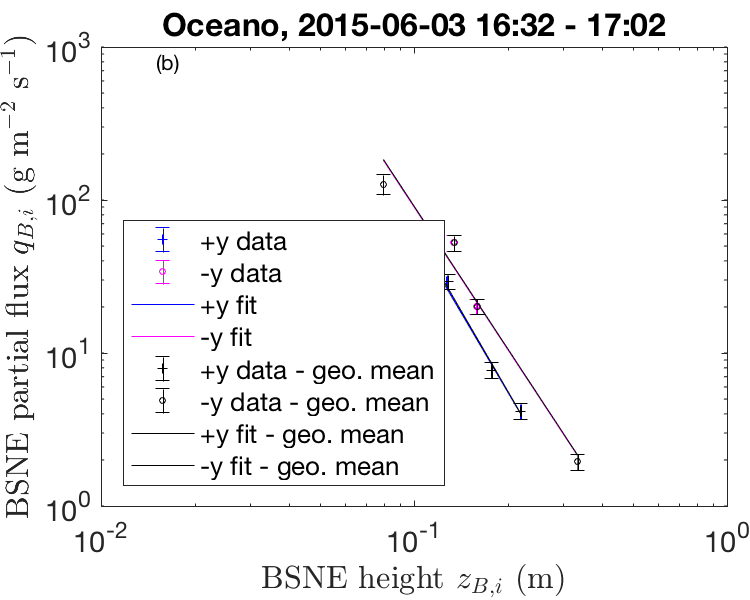 Oceano, 2015-06-03 16:32 - 17:02
(b)
BSNE partial flux q_{B,i} (g m^{-2} s^{-1})
10^3
10^2
10^1
10^0
+y data
-y data
+y fit
-y fit
+y data - geo. mean
-y data - geo. mean
+y fit - geo. mean
-y fit - geo. mean
10^{-2}
10^{-1}
10^0
BSNE height z_{B,i} (m)